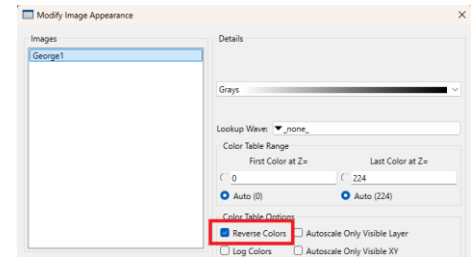 Modify Image Appearance
Images
Details
George1
Grays
Lookup Wave: _none_
Color Table Range
First Color at Z= Last Color at Z=
0 224
Auto (0) Auto (224)
Color Table Options
Reverse Colors Autoscale Only Visible Layer
Log Colors Autoscale Only Visible XY